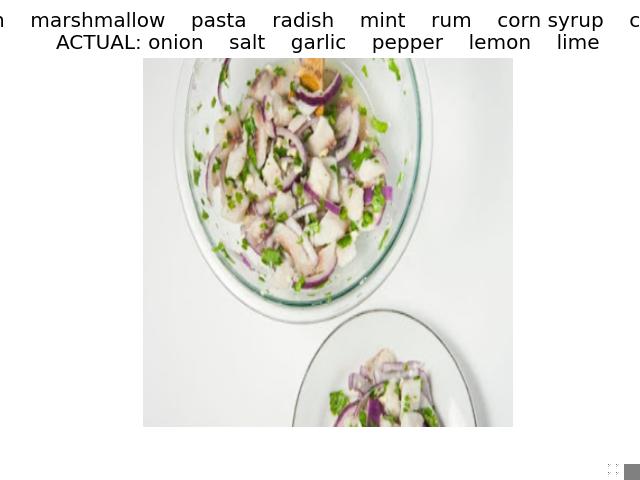 marshmallow pasta radish mint rum corn syrup
ACTUAL: onion salt garlic pepper lemon lime